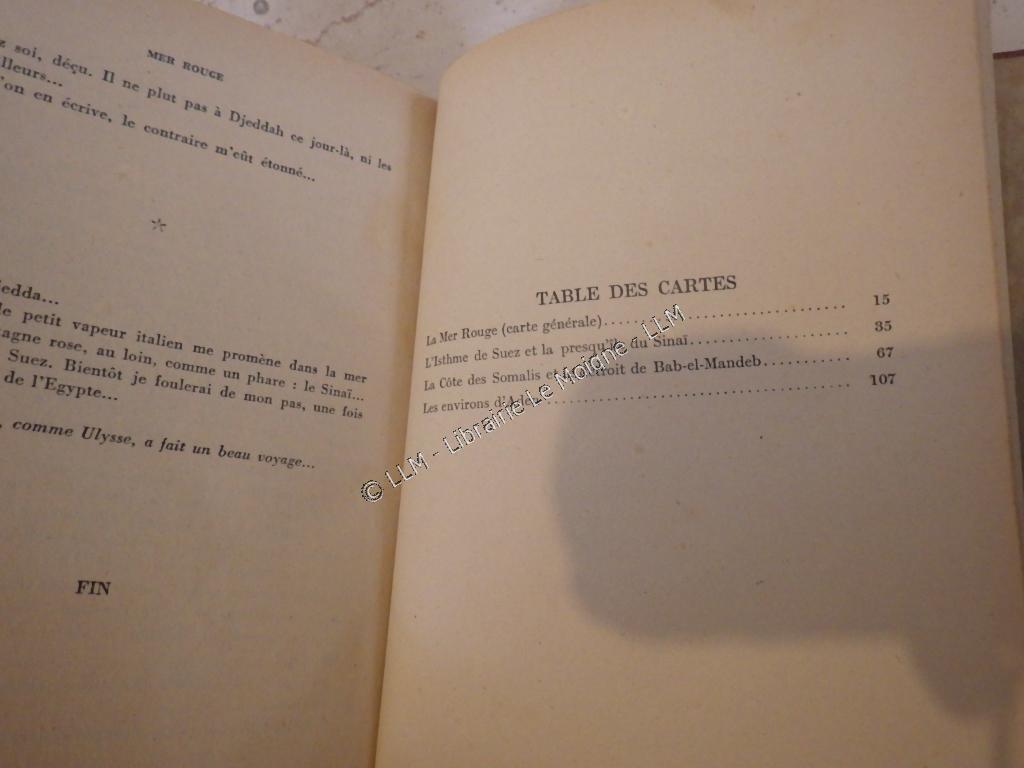 MER ROUGE
z soi, déçu. Il ne plut pas à Djeddah ce jour-là, ni les
lleurs...
'on en écrive, le contraire m'eût étonné...
edda...
le petit vapeur italien me promène dans la mer
tagne rose, au loin, comme un phare : le Sinaï...
Suez. Bientôt je foulerai de mon pas, une fois
de l'Egypte...
, comme Ulysse, a fait un beau voyage...
FIN
TABLE DES CARTES
La Mer Rouge (carte générale)........ 15
L'Isthme de Suez et la presqu'île du Sinaï........ 35
La Côte des Somalis et le détroit de Bab-el-Mandeb........ 67
Les environs d'Aden........ 107
© LLM - Librairie Le Moigne - LLM